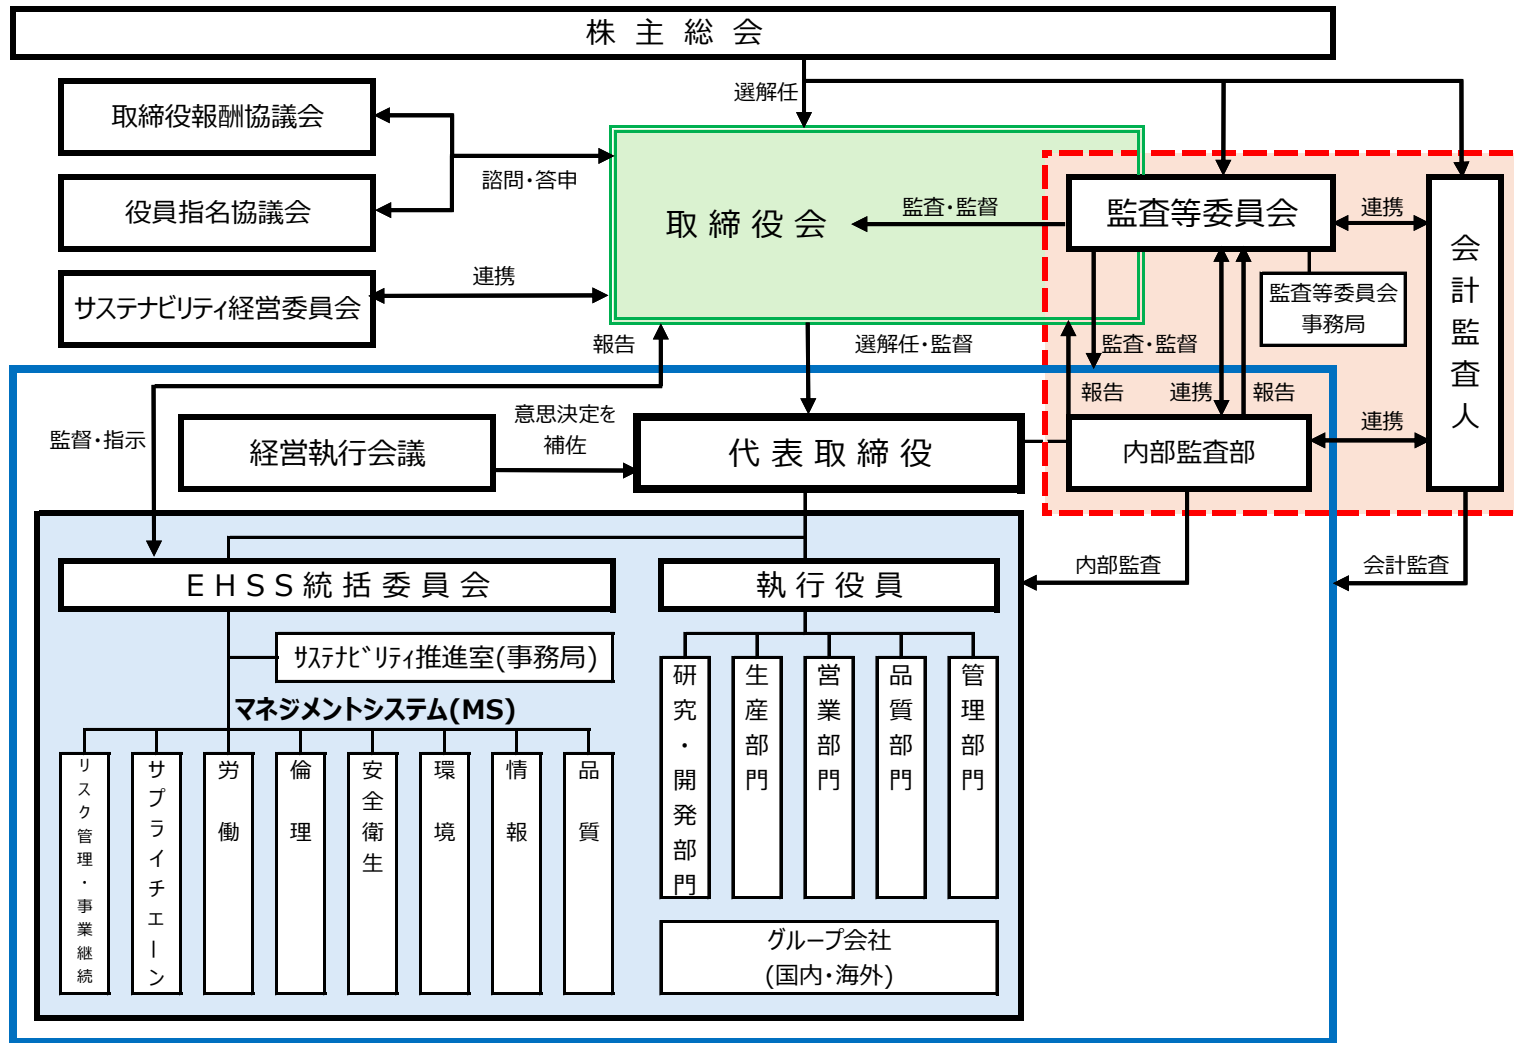 株主総会
選解任
取締役報酬協議会
諮問・答申
役員指名協議会
サステナビリティ経営委員会
連携
取締役会
監査・監督
監査等委員会
連携
会計監査人
監査等委員会
事務局
報告
選解任・監督
監査・監督
報告
連携
報告
監督・指示
経営執行会議
意思決定を
補佐
代表取締役
内部監査部
連携
内部監査
会計監査
EHSS統括委員会
執行役員
ｻｽﾃﾅﾋﾞﾘﾃｨ推進室(事務局)
マネジメントシステム(MS)
リスク管理・事業継続
サプライチエーン
労働
倫理
安全衛生
環境
情報
品質
研究・開発部門
生産部門
営業部門
品質部門
管理部門
グループ会社
(国内・海外)